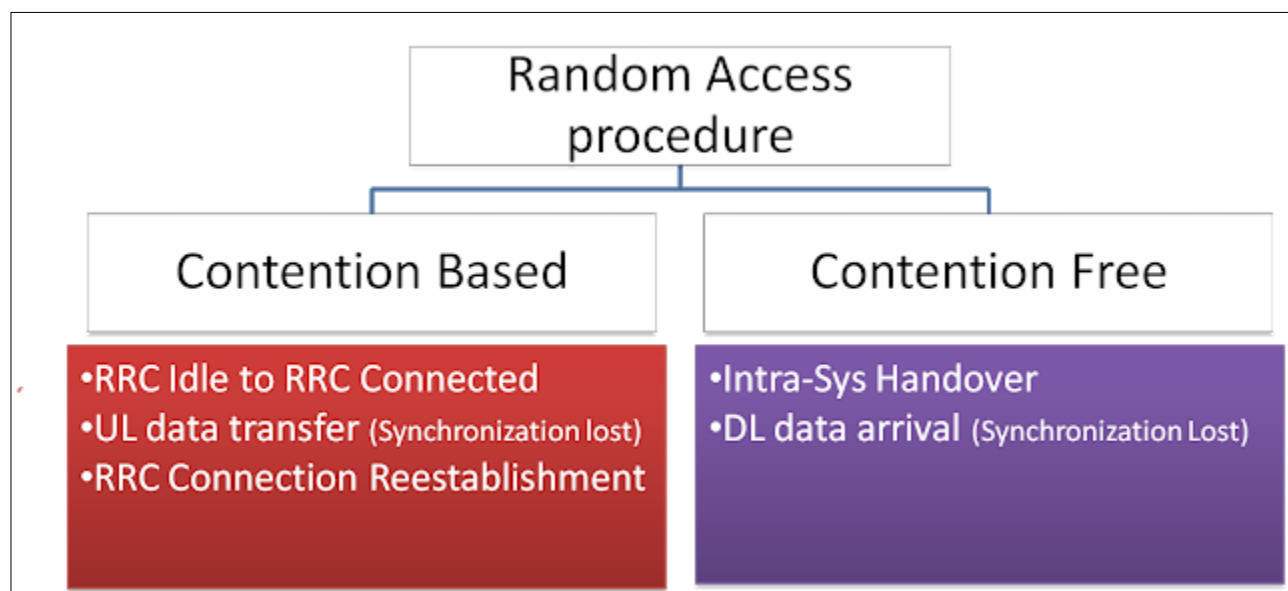 Random Access
procedure
Contention Based
Contention Free
•RRC Idle to RRC Connected
•UL data transfer (Synchronization lost)
•RRC Connection Reestablishment
•Intra-Sys Handover
•DL data arrival (Synchronization Lost)